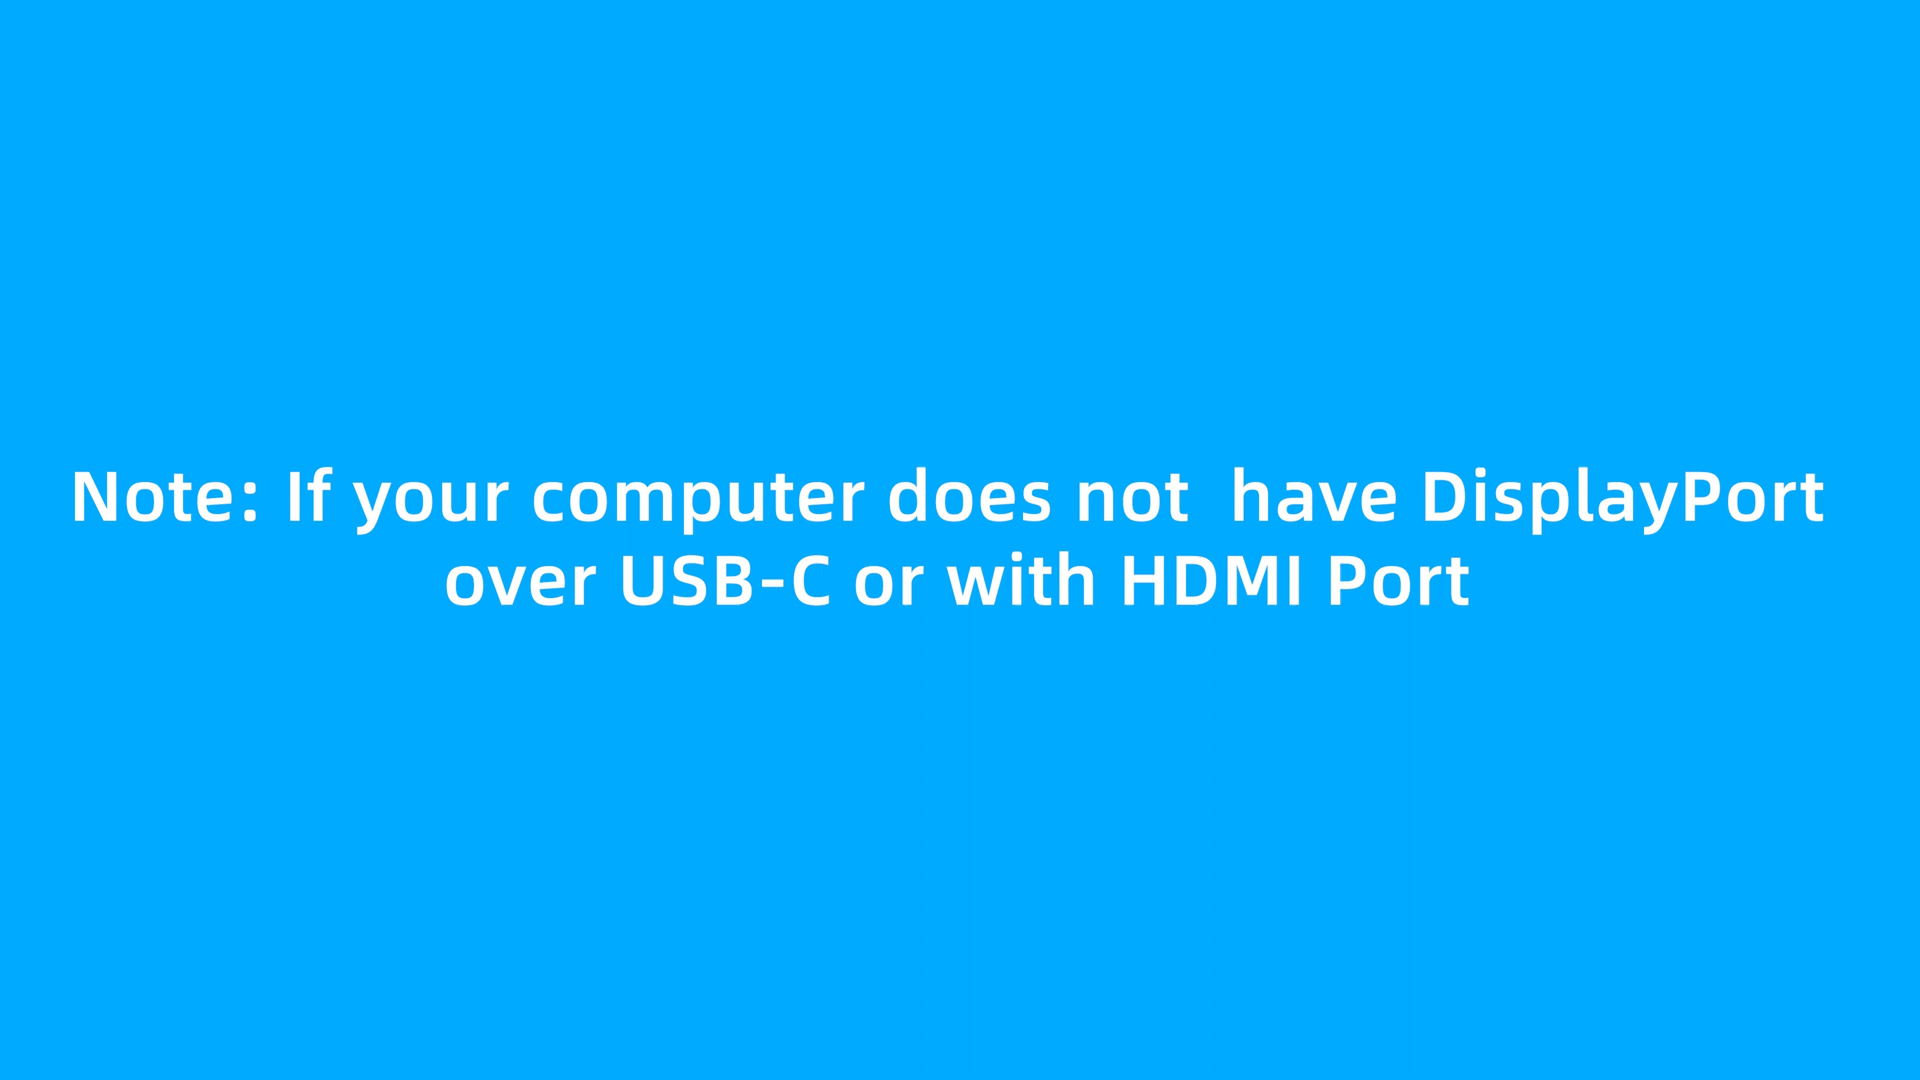 Note: If your computer does not  have DisplayPort
over USB-C or with HDMI Port